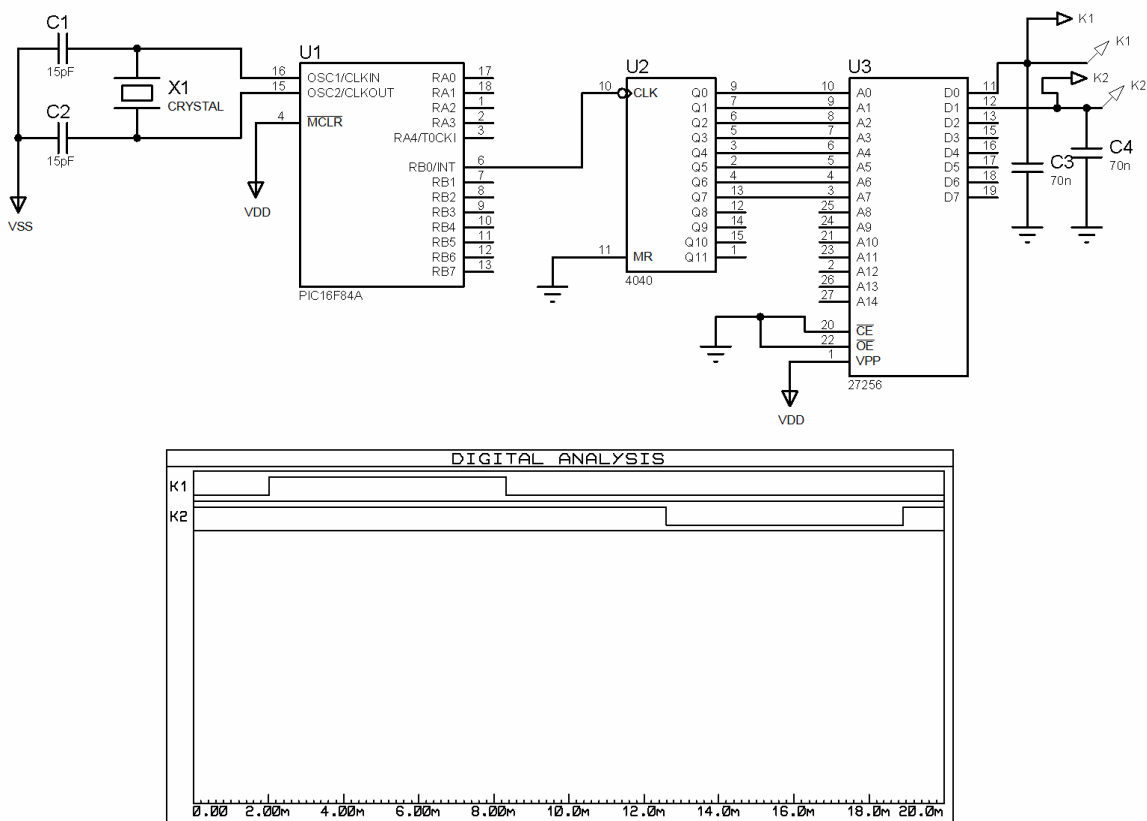 C1
15pF
C2
15pF
X1
CRYSTAL
VSS
VDD
U1
16 OSC1/CLKIN
15 OSC2/CLKOUT
4 MCLR
RA0 17
RA1 18
RA2 1
RA3 2
RA4/T0CKI 3
RB0/INT 6
RB1 7
RB2 8
RB3 9
RB4 10
RB5 11
RB6 12
RB7 13
PIC16F84A
U2
10 CLK
11 MR
Q0 9
Q1 7
Q2 6
Q3 5
Q4 3
Q5 2
Q6 4
Q7 13
Q8 12
Q9 14
Q10 15
Q11 1
4040
U3
10 A0
9 A1
8 A2
7 A3
6 A4
5 A5
4 A6
3 A7
25 A8
24 A9
21 A10
23 A11
2 A12
26 A13
27 A14
20 CE
22 OE
1 VPP
D0 11
D1 12
D2 13
D3 15
D4 16
D5 17
D6 18
D7 19
27256
VDD
K1
K1
K2
K2
C3
70n
C4
70n
DIGITAL ANALYSIS
K1
K2
0.00 2.00m 4.00m 6.00m 8.00m 10.0m 12.0m 14.0m 16.0m 18.0m 20.0m